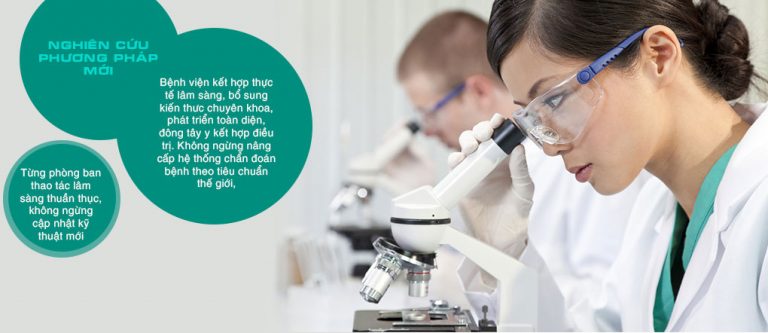 NGHIÊN CỨU
PHƯƠNG PHÁP
MỚI
Bệnh viện kết hợp thực
tế lâm sàng, bổ sung
kiến thưc chuyên khoa,
phát triển toàn diện,
đông tây y kết hợp điều
trị. Không ngừng nâng
cấp hệ thống chẩn đoán
bệnh theo tiêu chuẩn
thế giới,
Từng phòng ban
thao tác lâm
sàng thuần thục,
không ngừng
cập nhật kỹ
thuật mới